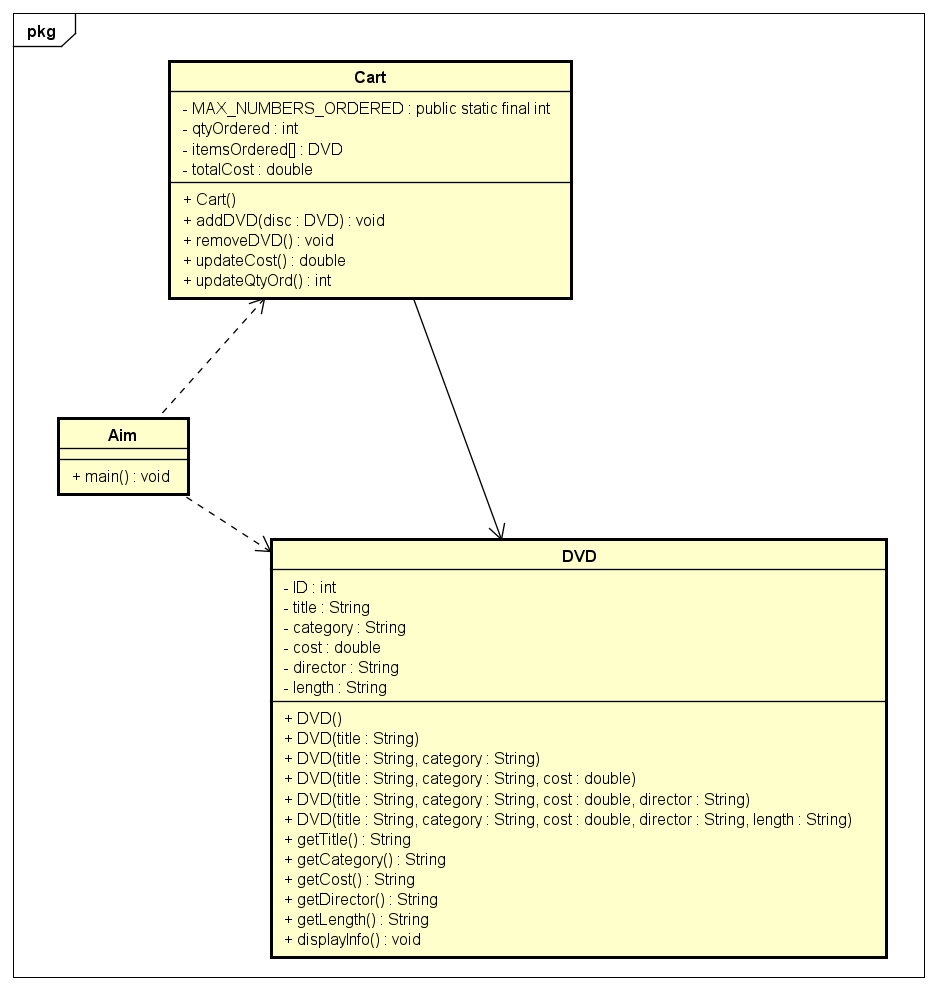 pkg
Cart
- MAX_NUMBERS_ORDERED : public static final int
- qtyOrdered : int
- itemsOrdered[] : DVD
- totalCost : double
+ Cart()
+ addDVD(disc : DVD) : void
+ removeDVD() : void
+ updateCost() : double
+ updateQtyOrd() : int
Aim
+ main() : void
DVD
- ID : int
- title : String
- category : String
- cost : double
- director : String
- length : String
+ DVD()
+ DVD(title : String)
+ DVD(title : String, category : String)
+ DVD(title : String, category : String, cost : double)
+ DVD(title : String, category : String, cost : double, director : String)
+ DVD(title : String, category : String, cost : double, director : String, length : String)
+ getTitle() : String
+ getCategory() : String
+ getCost() : String
+ getDirector() : String
+ getLength() : String
+ displayInfo() : void